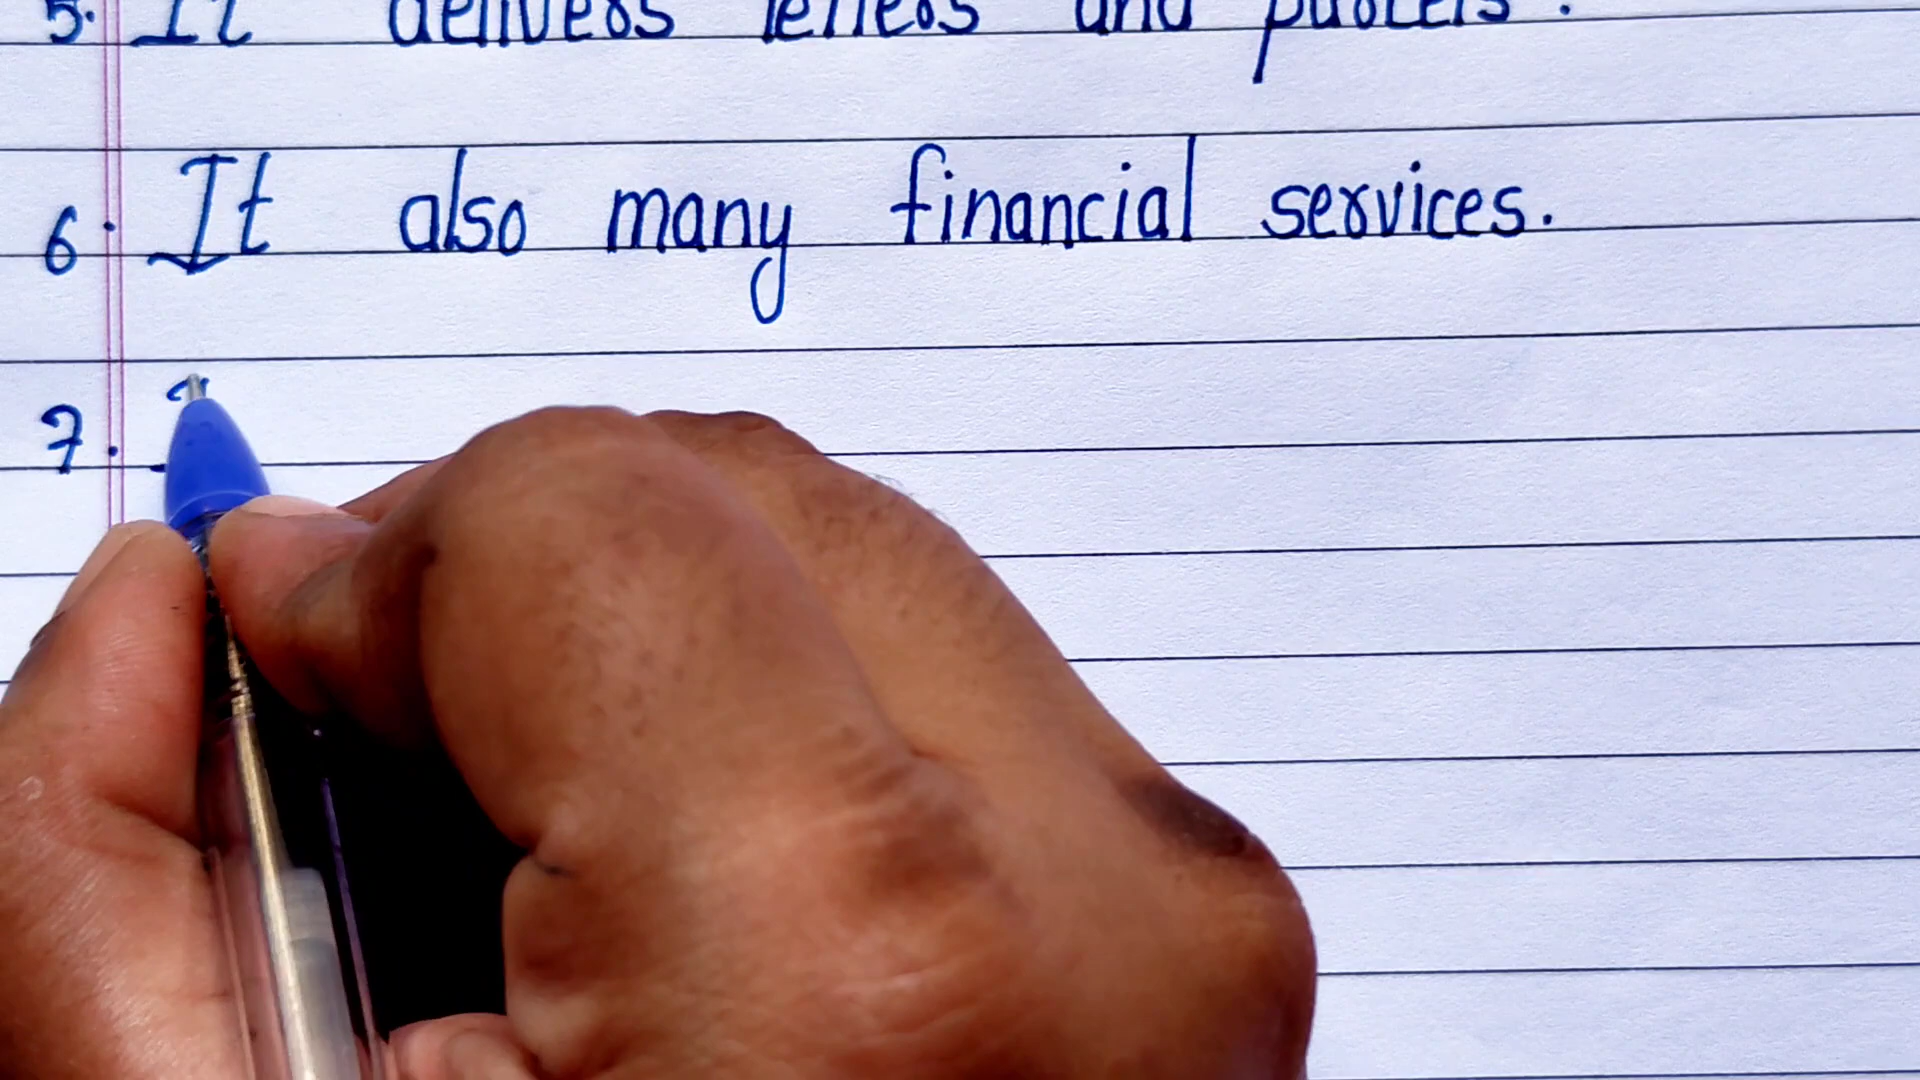 5. It delivers letters and parcels.
6. It also many financial services.
7.